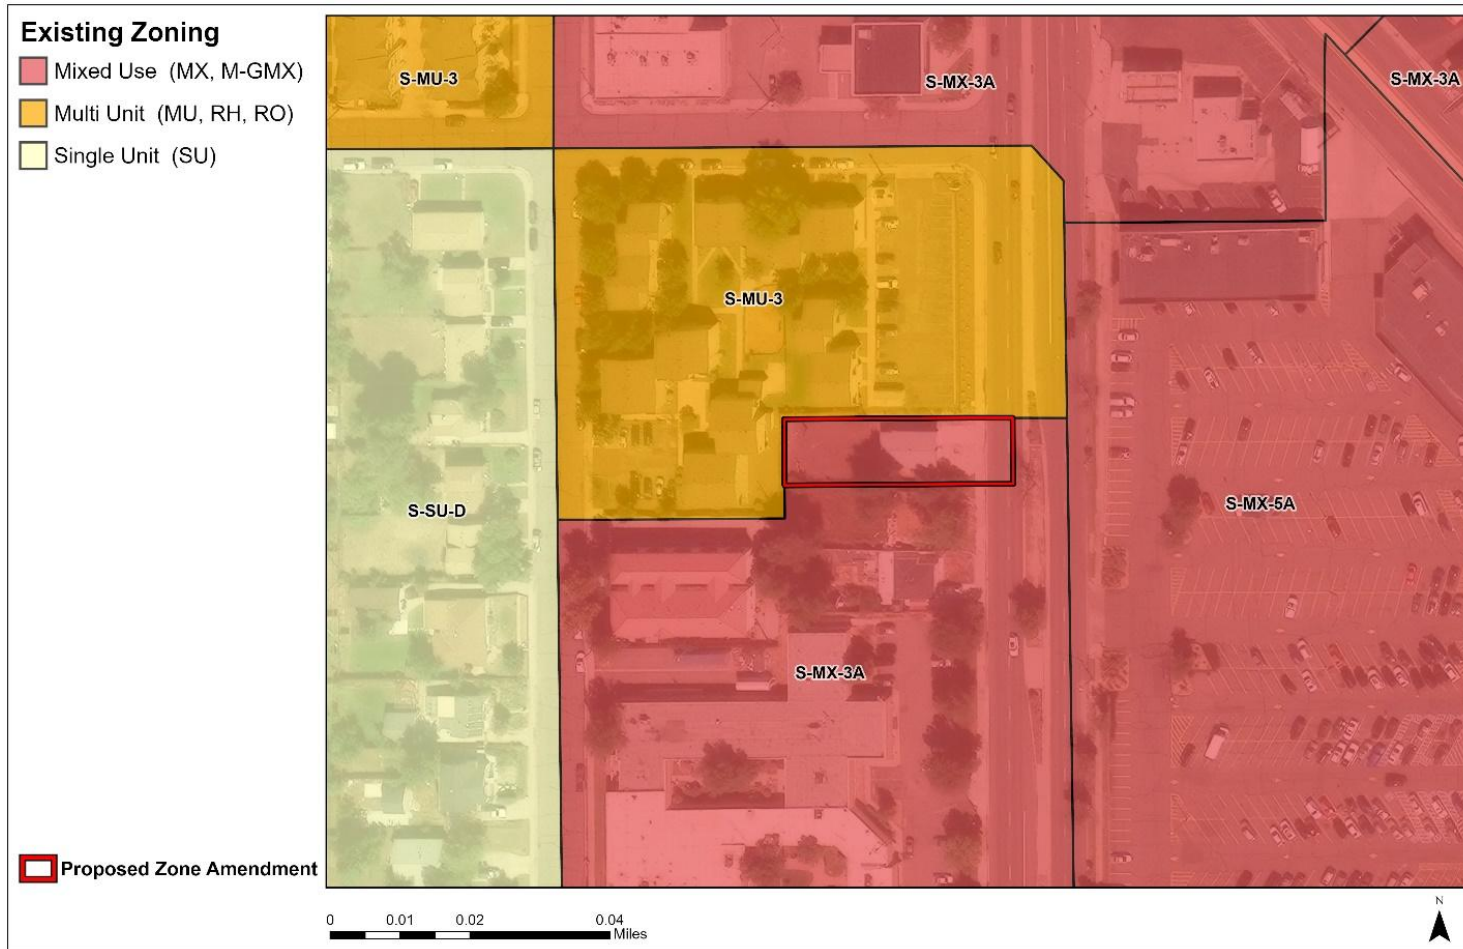 Existing Zoning
Mixed Use (MX, M-GMX)
Multi Unit (MU, RH, RO)
Single Unit (SU)
S-MU-3
S-MX-3A
S-MX-3A
S-MU-3
S-SU-D
S-MX-5A
S-MX-3A
Proposed Zone Amendment
0 0.01 0.02 0.04
Miles
N